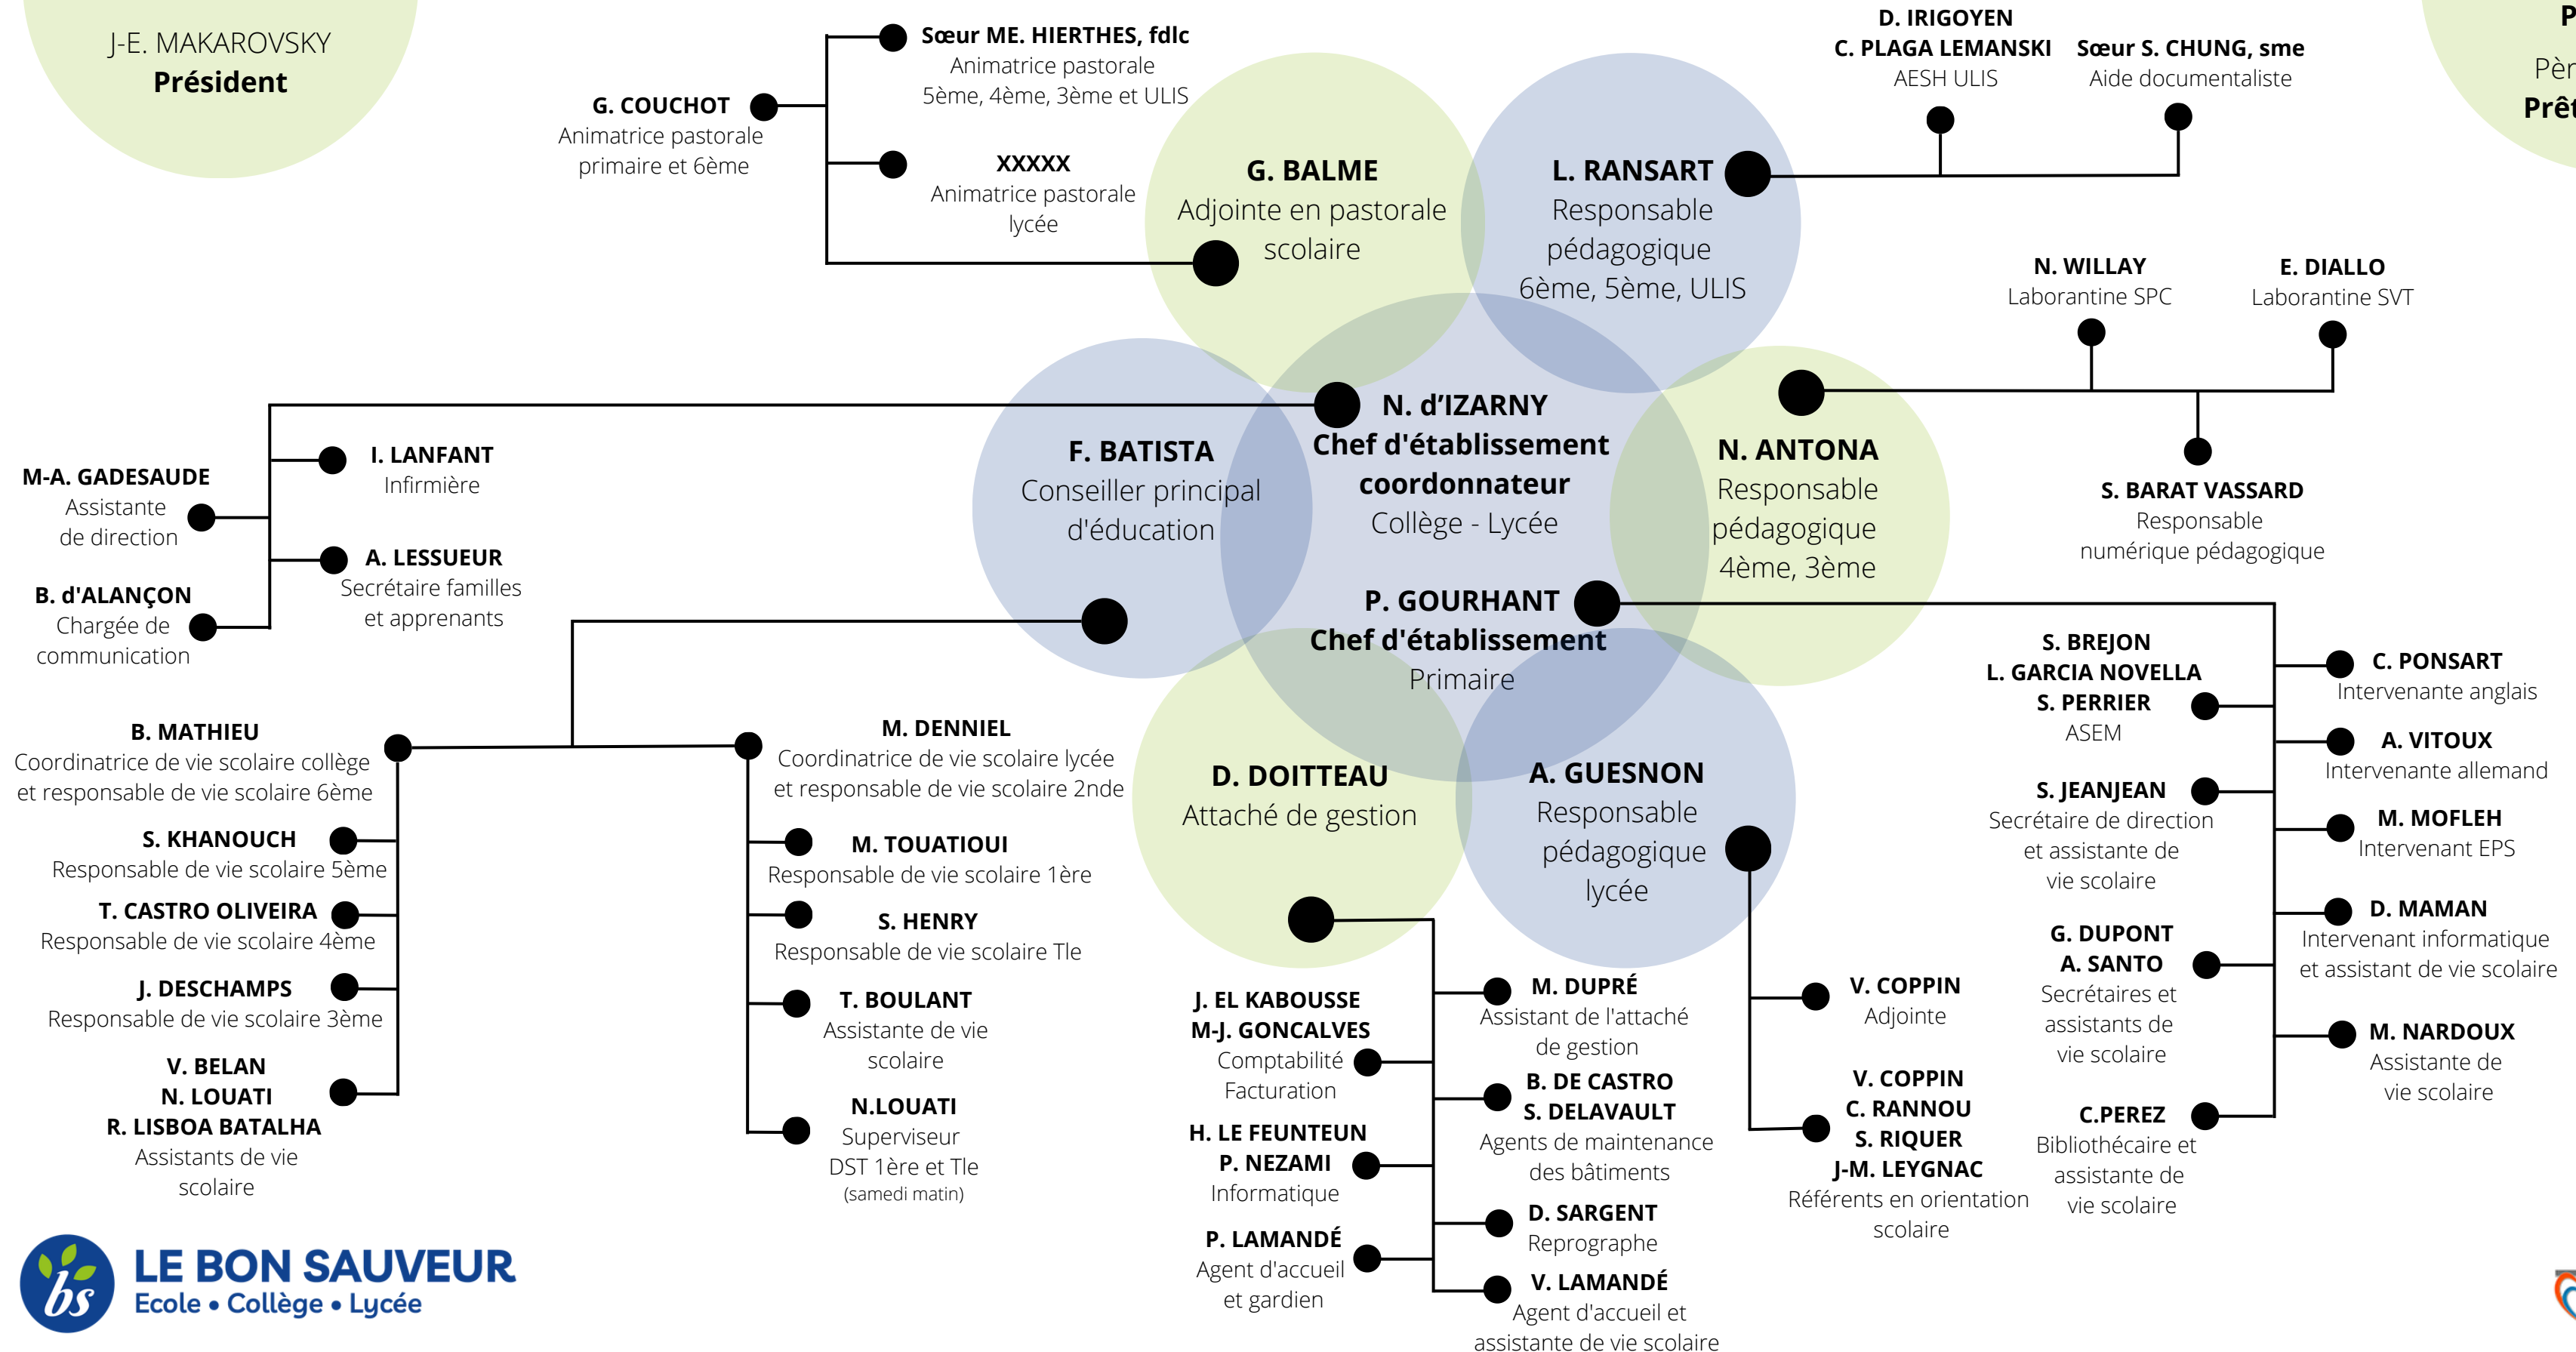 J-E. MAKAROVSKY
Président
G. COUCHOT
Animatrice pastorale
primaire et 6ème
Sœur ME. HIERTHES, fdlc
Animatrice pastorale
5ème, 4ème, 3ème et ULIS
XXXXX
Animatrice pastorale
lycée
G. BALME
Adjointe en pastorale
scolaire
L. RANSART
Responsable
pédagogique
6ème, 5ème, ULIS
D. IRIGOYEN
C. PLAGA LEMANSKI
AESH ULIS
Sœur S. CHUNG, sme
Aide documentaliste
N. WILLAY
Laborantine SPC
E. DIALLO
Laborantine SVT
S. BARAT VASSARD
Responsable
numérique pédagogique
N. ANTONA
Responsable
pédagogique
4ème, 3ème
N. d’IZARNY
Chef d'établissement
coordonnateur
Collège - Lycée
P. GOURHANT
Chef d'établissement
Primaire
F. BATISTA
Conseiller principal
d'éducation
M-A. GADESAUDE
Assistante
de direction
I. LANFANT
Infirmière
A. LESSUEUR
Secrétaire familles
et apprenants
B. d'ALANÇON
Chargée de
communication
B. MATHIEU
Coordinatrice de vie scolaire collège
et responsable de vie scolaire 6ème
S. KHANOUCH
Responsable de vie scolaire 5ème
T. CASTRO OLIVEIRA
Responsable de vie scolaire 4ème
J. DESCHAMPS
Responsable de vie scolaire 3ème
V. BELAN
N. LOUATI
R. LISBOA BATALHA
Assistants de vie
scolaire
M. DENNIEL
Coordinatrice de vie scolaire lycée
et responsable de vie scolaire 2nde
M. TOUATIOUI
Responsable de vie scolaire 1ère
S. HENRY
Responsable de vie scolaire Tle
T. BOULANT
Assistante de vie
scolaire
N.LOUATI
Superviseur
DST 1ère et Tle
(samedi matin)
D. DOITTEAU
Attaché de gestion
J. EL KABOUSSE
M-J. GONCALVES
Comptabilité
Facturation
H. LE FEUNTEUN
P. NEZAMI
Informatique
P. LAMANDÉ
Agent d'accueil
et gardien
M. DUPRÉ
Assistant de l'attaché
de gestion
B. DE CASTRO
S. DELAVAULT
Agents de maintenance
des bâtiments
D. SARGENT
Reprographe
V. LAMANDÉ
Agent d'accueil et
assistante de vie scolaire
A. GUESNON
Responsable
pédagogique
lycée
V. COPPIN
Adjointe
V. COPPIN
C. RANNOU
S. RIQUER
J-M. LEYGNAC
Référents en orientation
scolaire
S. BREJON
L. GARCIA NOVELLA
S. PERRIER
ASEM
S. JEANJEAN
Secrétaire de direction
et assistante de
vie scolaire
G. DUPONT
A. SANTO
Secrétaires et
assistants de
vie scolaire
C.PEREZ
Bibliothécaire et
assistante de
vie scolaire
C. PONSART
Intervenante anglais
A. VITOUX
Intervenante allemand
M. MOFLEH
Intervenant EPS
D. MAMAN
Intervenant informatique
et assistant de vie scolaire
M. NARDOUX
Assistante de
vie scolaire
bs
LE BON SAUVEUR
Ecole • Collège • Lycée